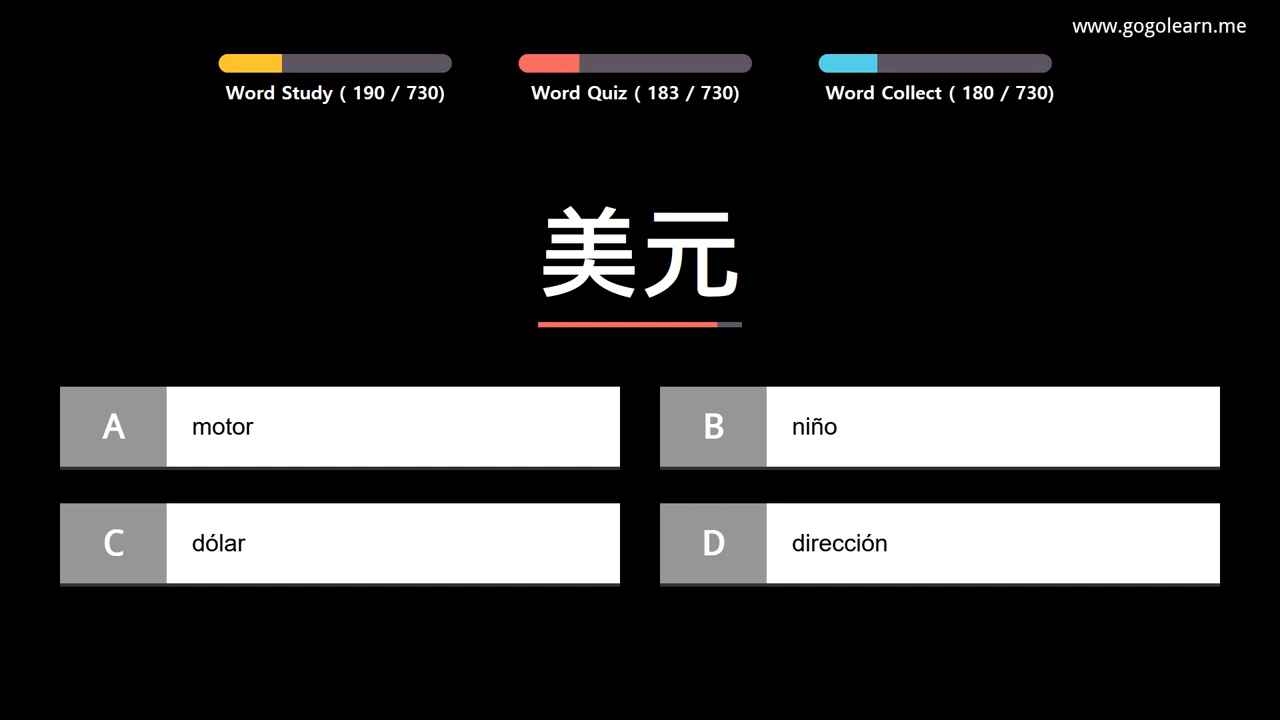 www.gogolearn.me
Word Study ( 190 / 730)
Word Quiz ( 183 / 730)
Word Collect ( 180 / 730)
美元
A motor
B niño
C dólar
D dirección